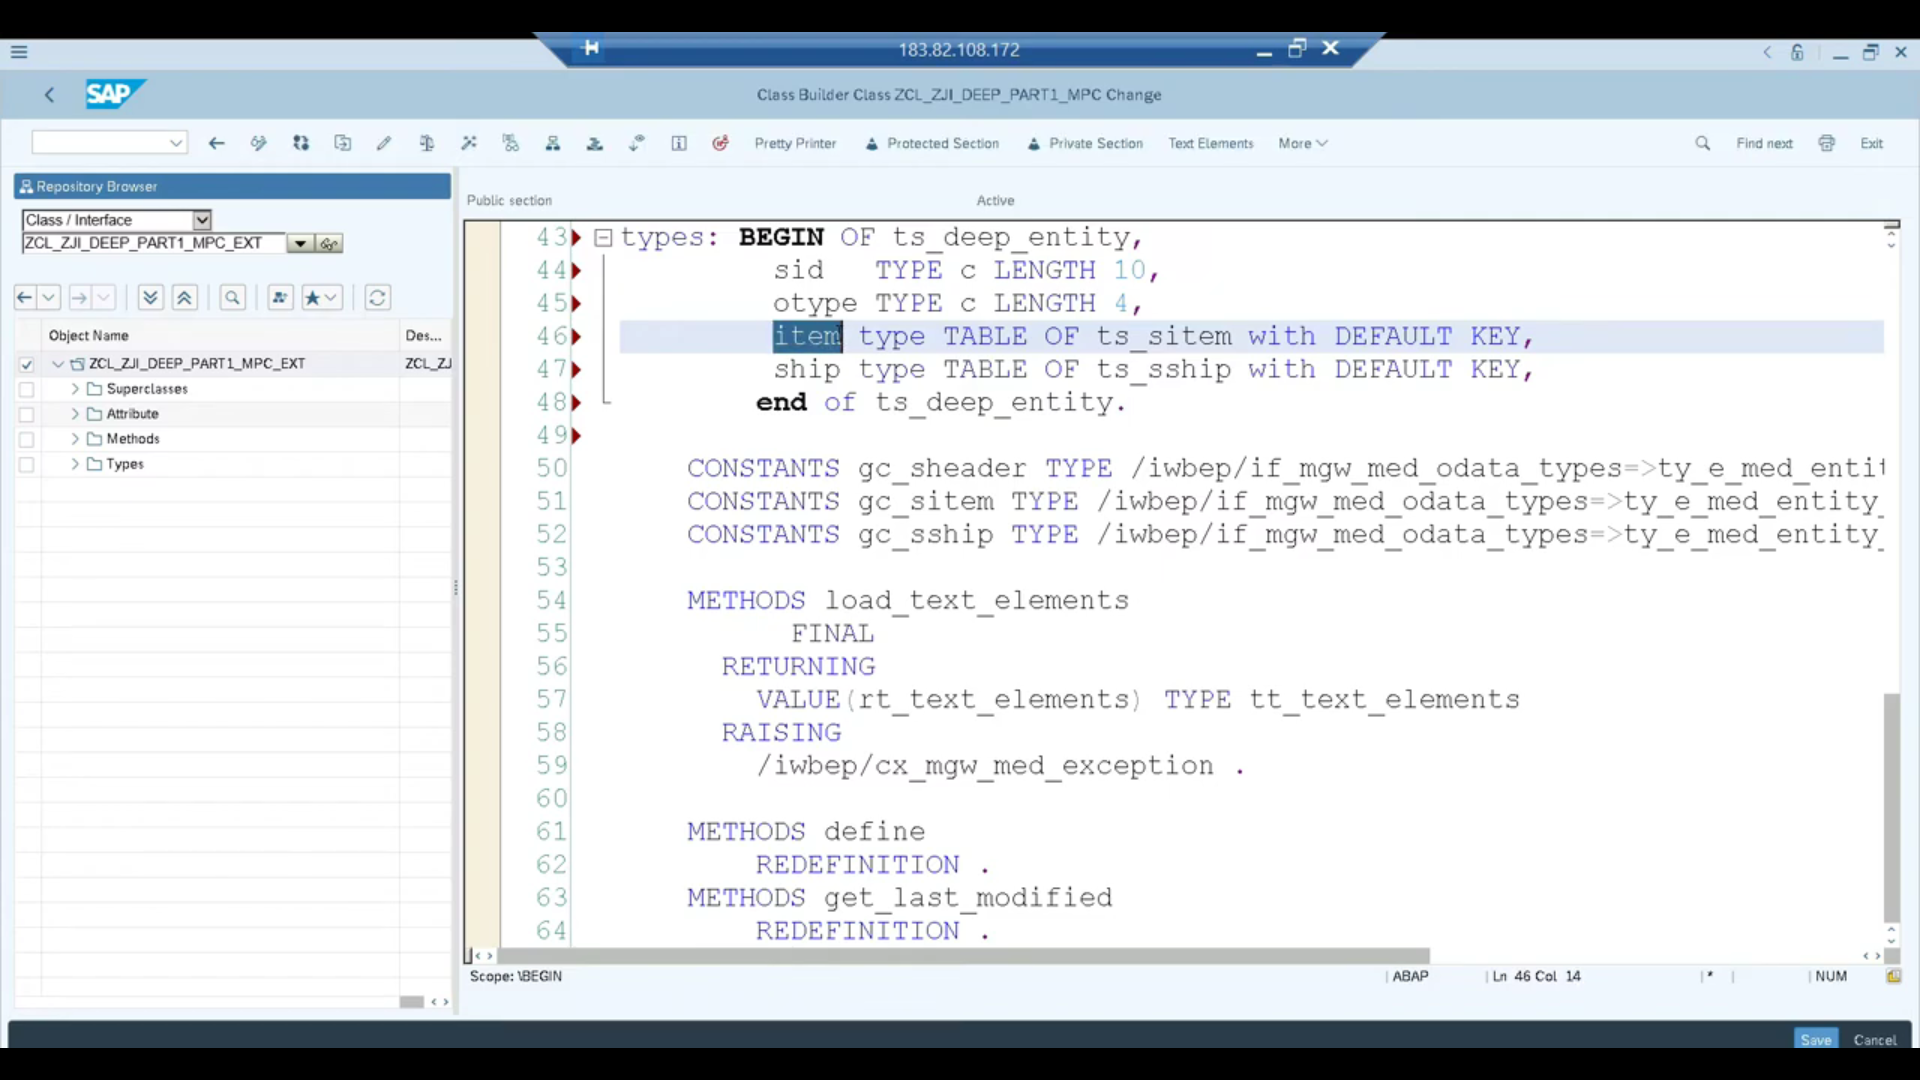 183.82.108.172
SAP
Class Builder Class ZCL_ZJI_DEEP_PART1_MPC Change
Pretty Printer
Protected Section
Private Section
Text Elements
More
Find next
Exit
Repository Browser
Class / Interface
ZCL_ZJI_DEEP_PART1_MPC_EXT
Object Name
Des...
ZCL_ZJI_DEEP_PART1_MPC_EXT
ZCL_ZJ
Superclasses
Attribute
Methods
Types
Public section
Active
43 types: BEGIN OF ts_deep_entity,
44 sid TYPE c LENGTH 10,
45 otype TYPE c LENGTH 4,
46 item type TABLE OF ts_sitem with DEFAULT KEY,
47 ship type TABLE OF ts_sship with DEFAULT KEY,
48 end of ts_deep_entity.
49
50 CONSTANTS gc_sheader TYPE /iwbep/if_mgw_med_odata_types=>ty_e_med_entit
51 CONSTANTS gc_sitem TYPE /iwbep/if_mgw_med_odata_types=>ty_e_med_entity_
52 CONSTANTS gc_sship TYPE /iwbep/if_mgw_med_odata_types=>ty_e_med_entity_
53
54 METHODS load_text_elements
55 FINAL
56 RETURNING
57 VALUE(rt_text_elements) TYPE tt_text_elements
58 RAISING
59 /iwbep/cx_mgw_med_exception .
60
61 METHODS define
62 REDEFINITION .
63 METHODS get_last_modified
64 REDEFINITION .
Scope: \BEGIN
ABAP
Ln 46 Col 14
*
NUM
Save
Cancel